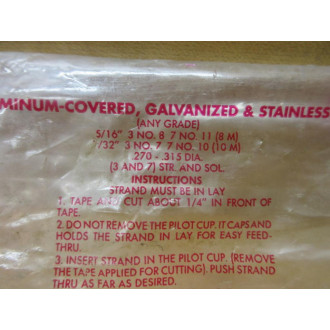 MINUM-COVERED, GALVANIZED & STAINLESS
(ANY GRADE)
5/16" 3 NO. 8 7 NO. 11 (8 M)
/32" 3 NO. 7 7 NO. 10 (10 M)
.270 - .315 DIA.
(3 AND 7) STR. AND SOL.
INSTRUCTIONS
STRAND MUST BE IN LAY
1. TAPE AND CUT ABOUT 1/4" IN FRONT OF
TAPE.
2. DO NOT REMOVE THE PILOT CUP. IT CAPS AND
HOLDS THE STRAND IN LAY FOR EASY FEED-
THRU.
3. INSERT STRAND IN THE PILOT CUP. (REMOVE
THE TAPE APPLIED FOR CUTTING). PUSH STRAND
THRU AS FAR AS DESIRED.